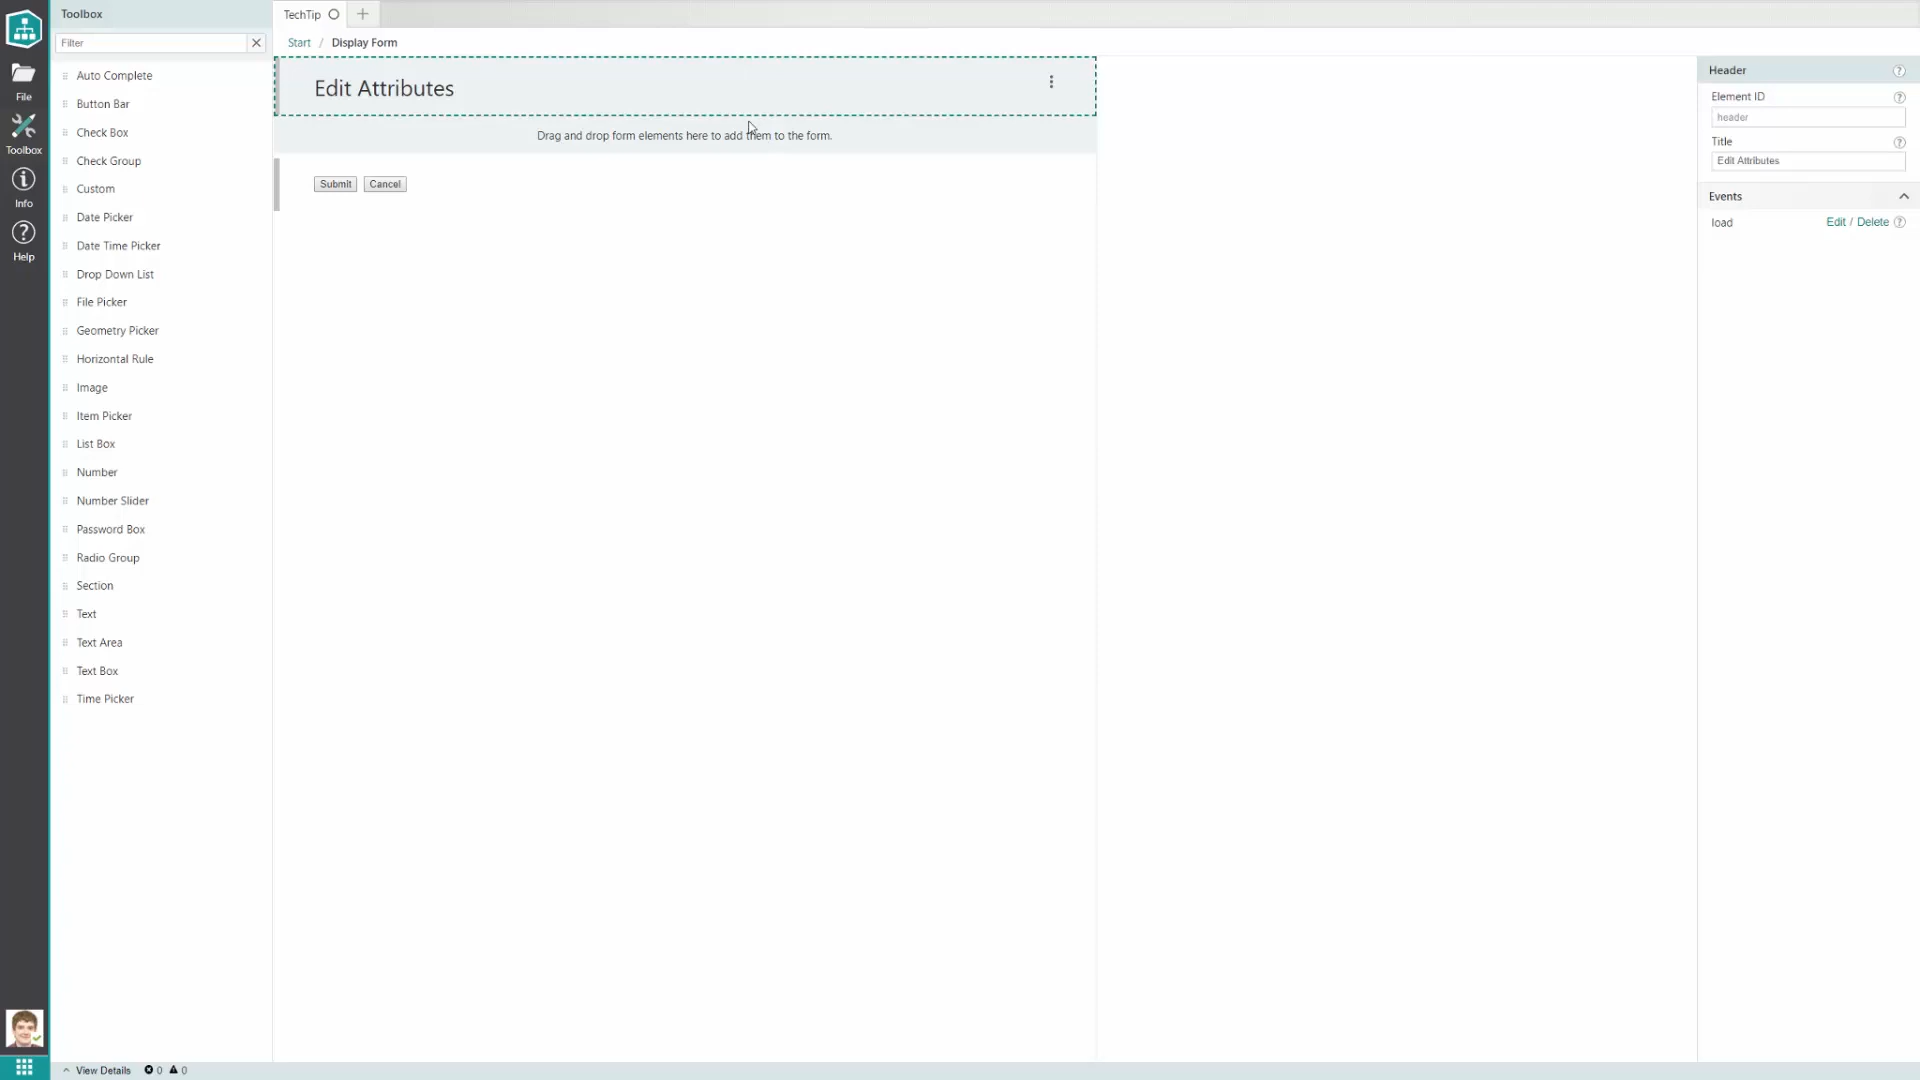 Toolbox
Filter
File
Toolbox
Info
Help
Auto Complete
Button Bar
Check Box
Check Group
Custom
Date Picker
Date Time Picker
Drop Down List
File Picker
Geometry Picker
Horizontal Rule
Image
Item Picker
List Box
Number
Number Slider
Password Box
Radio Group
Section
Text
Text Area
Text Box
Time Picker
TechTip
Start / Display Form
Edit Attributes
Drag and drop form elements here to add them to the form.
Submit Cancel
Header
Element ID
header
Title
Edit Attributes
Events
load Edit / Delete
View Details 0 0